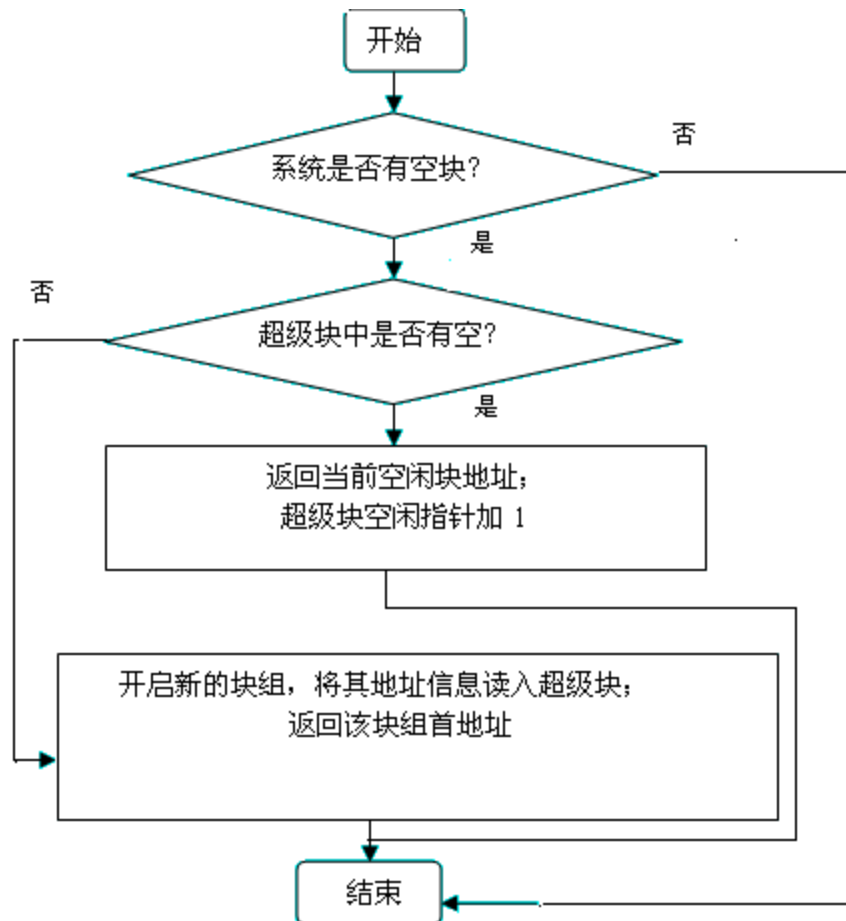 开始
系统是否有空块？
否
是
否
超级块中是否有空？
是
返回当前空闲块地址；
超级块空闲指针加 1
开启新的块组，将其地址信息读入超级块；
返回该块组首地址
结束